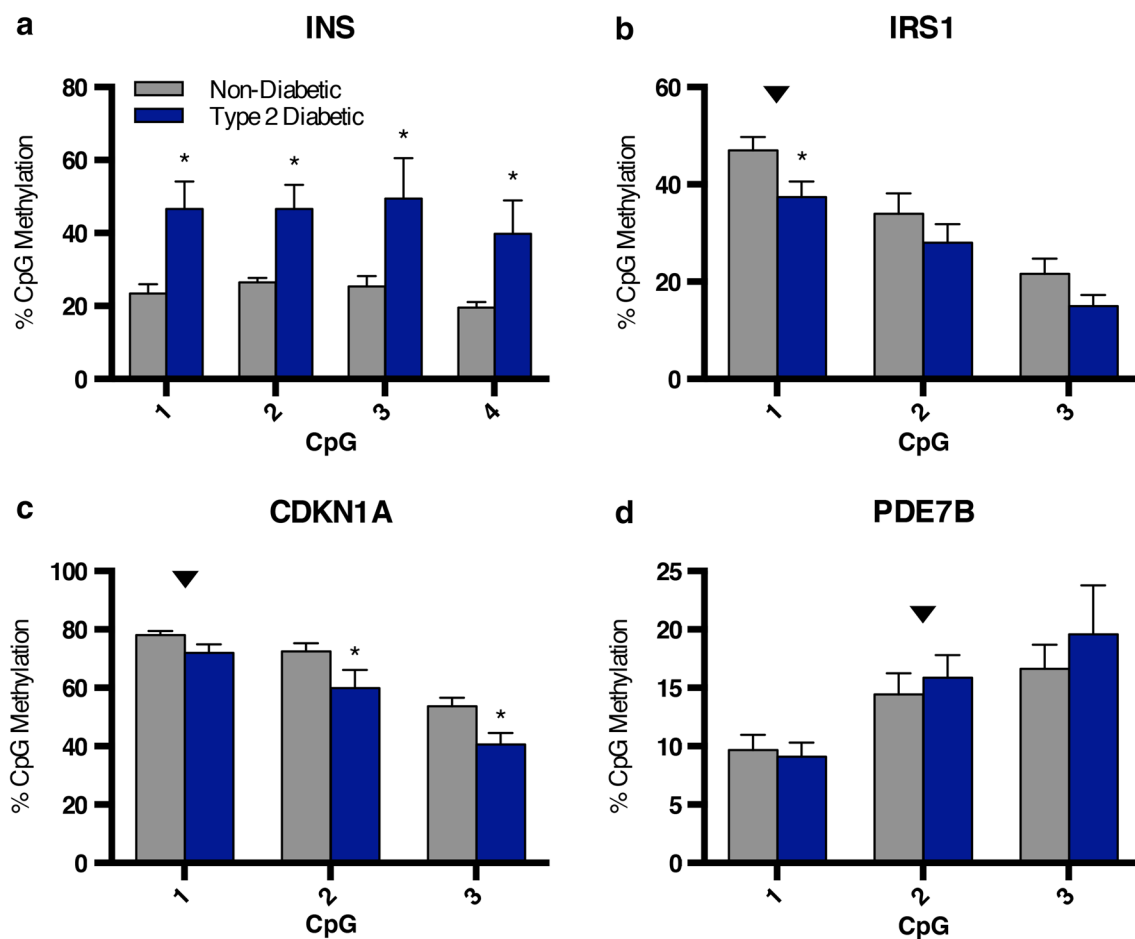 a
INS
80
60
40
20
0
% CpG Methylation
Non-Diabetic
Type 2 Diabetic
*
*
*
*
1
2
3
4
CpG
b
IRS1
60
40
20
0
% CpG Methylation
*
1
2
3
CpG
c
CDKN1A
100
80
60
40
20
0
% CpG Methylation
*
*
1
2
3
CpG
d
PDE7B
25
20
15
10
5
0
% CpG Methylation
1
2
3
CpG